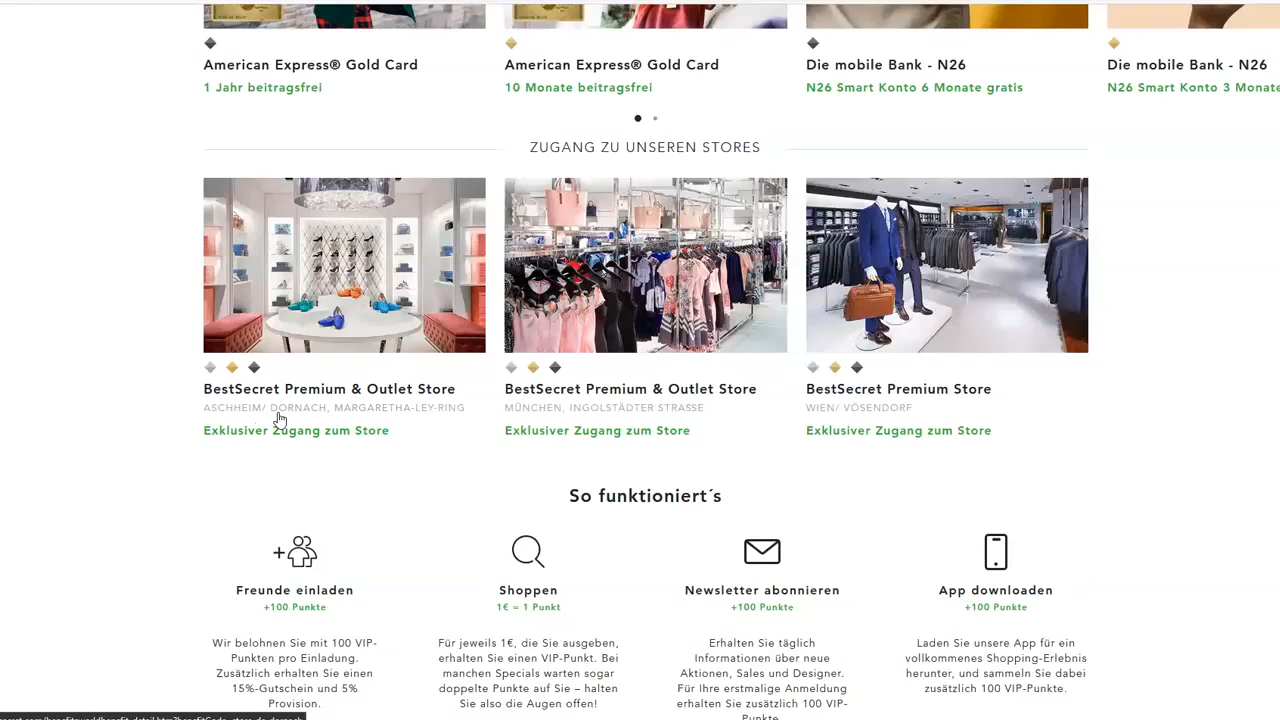 American Express® Gold Card
American Express® Gold Card
Die mobile Bank - N26
Die mobile Bank - N26
1 Jahr beitragsfrei
10 Monate beitragsfrei
N26 Smart Konto 6 Monate gratis
N26 Smart Konto 3 Monate
ZUGANG ZU UNSEREN STORES
BestSecret Premium & Outlet Store
ASCHHEIM/ DORNACH, MARGARETHA-LEY-RING
Exklusiver Zugang zum Store
BestSecret Premium & Outlet Store
MÜNCHEN, INGOLSTÄDTER STRASSE
Exklusiver Zugang zum Store
BestSecret Premium Store
WIEN/ VÖSENDORF
Exklusiver Zugang zum Store
So funktioniert´s
Freunde einladen
+100 Punkte
Wir belohnen Sie mit 100 VIP-
Punkten pro Einladung.
Zusätzlich erhalten Sie einen
15%-Gutschein und 5%
Provision.
Shoppen
1€ = 1 Punkt
Für jeweils 1€, die Sie ausgeben,
erhalten Sie einen VIP-Punkt. Bei
manchen Specials warten sogar
doppelte Punkte auf Sie – halten
Sie also die Augen offen!
Newsletter abonnieren
+100 Punkte
Erhalten Sie täglich
Informationen über neue
Aktionen, Sales und Designer.
Für Ihre erstmalige Anmeldung
erhalten Sie zusätzlich 100 VIP-
Punkte.
App downloaden
+100 Punkte
Laden Sie unsere App für ein
vollkommenes Shopping-Erlebnis
herunter, und sammeln Sie dabei
zusätzlich 100 VIP-Punkte.